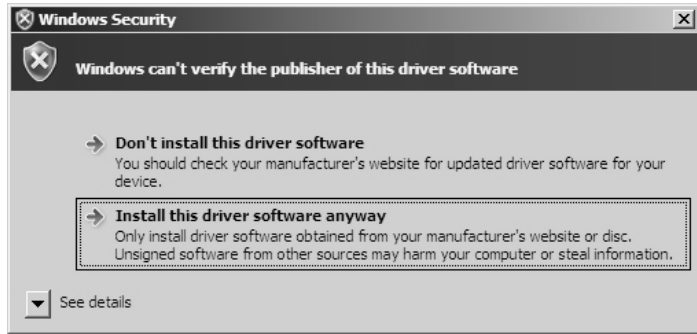 Windows Security
Windows can't verify the publisher of this driver software
Don't install this driver software
You should check your manufacturer's website for updated driver software for your
device.
Install this driver software anyway
Only install driver software obtained from your manufacturer's website or disc.
Unsigned software from other sources may harm your computer or steal information.
See details